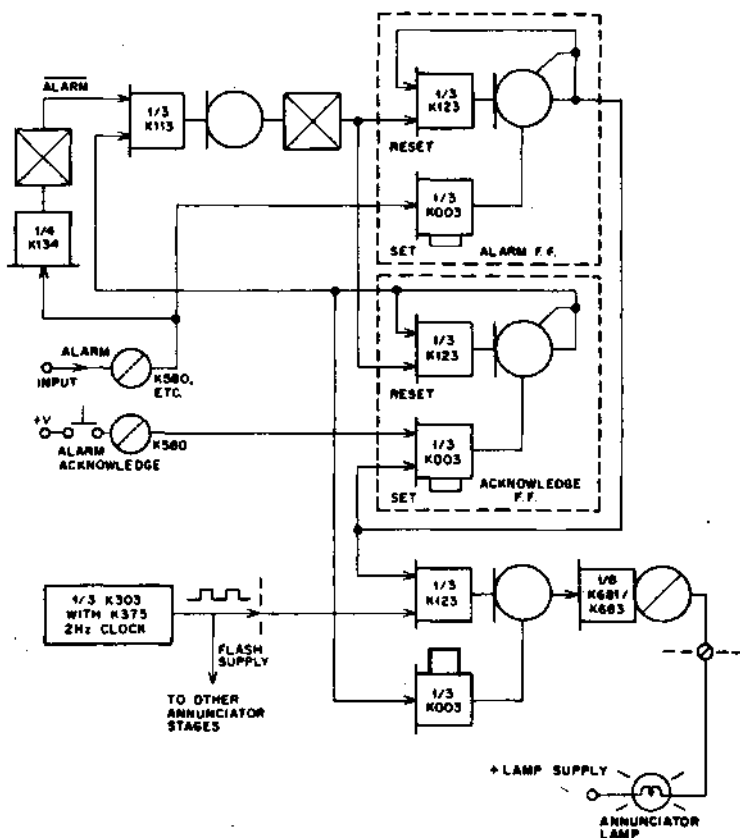 ALARM
1/3
K113
1/3
K123
RESET
1/3
K003
SET
ALARM F.F.
1/4
K134
ALARM
INPUT
K580,
ETC.
+V
ALARM
ACKNOWLEDGE
K580
1/3
K123
RESET
1/3
K003
SET
ACKNOWLEDGE
F.F.
1/3 K303
WITH K375
2Hz CLOCK
FLASH
SUPPLY
TO OTHER
ANNUNCIATOR
STAGES
1/3
K123
1/3
K003
1/8
K681/
K683
+ LAMP SUPPLY
ANNUNCIATOR
LAMP